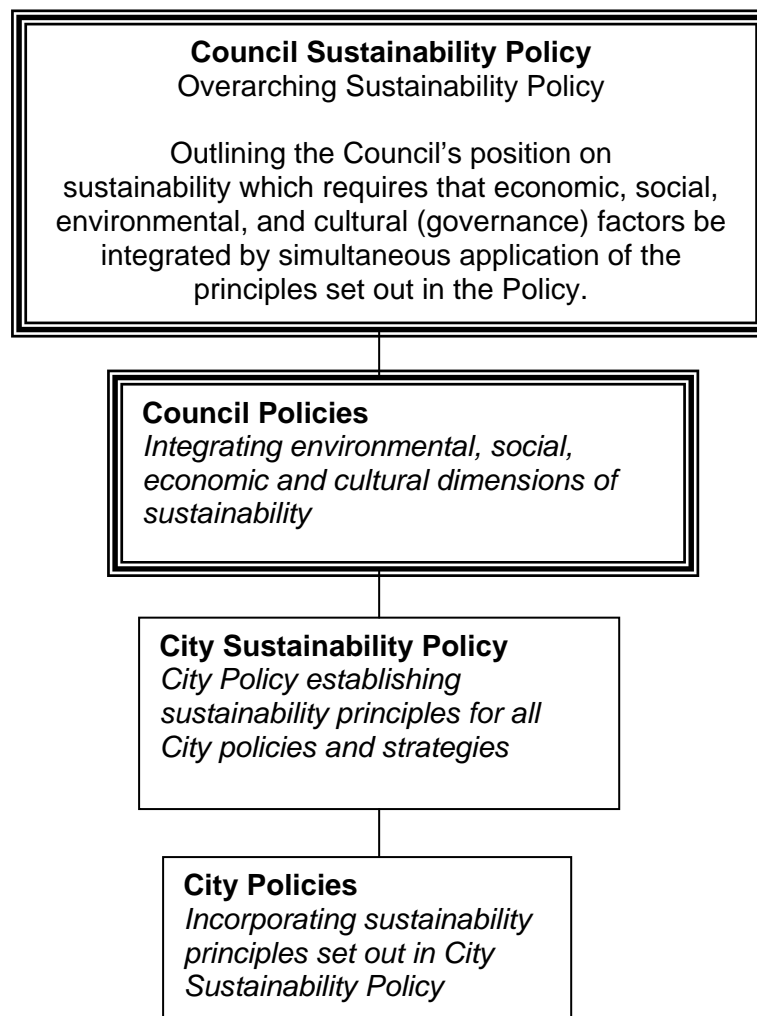 Council Sustainability Policy
Overarching Sustainability Policy
Outlining the Council’s position on
sustainability which requires that economic, social,
environmental, and cultural (governance) factors be
integrated by simultaneous application of the
principles set out in the Policy.
Council Policies
Integrating environmental, social,
economic and cultural dimensions of
sustainability
City Sustainability Policy
City Policy establishing
sustainability principles for all
City policies and strategies
City Policies
Incorporating sustainability
principles set out in City
Sustainability Policy